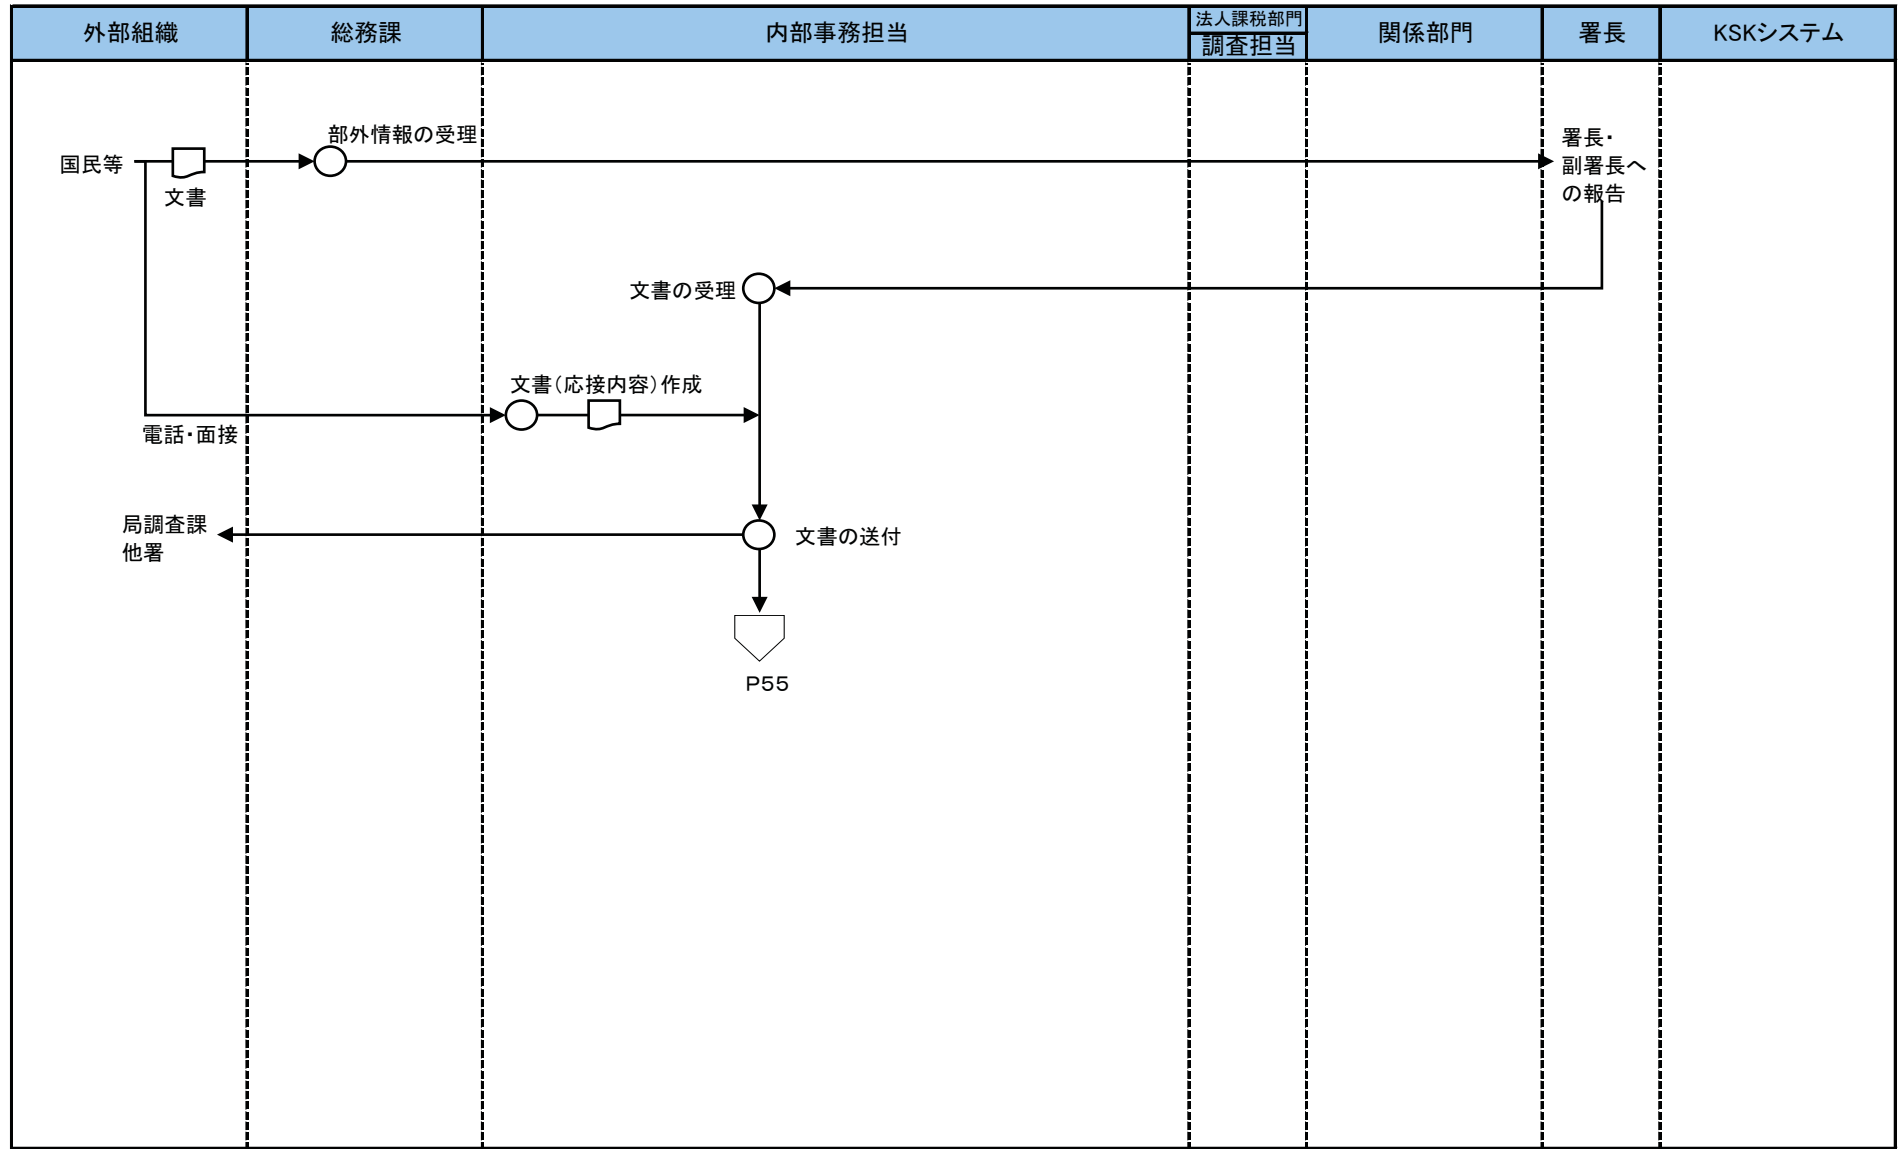 外部組織
総務課
内部事務担当
法人課税部門
調査担当
関係部門
署長
KSKシステム
部外情報の受理
国民等
文書
署長・
副署長へ
の報告
文書の受理
文書（応接内容）作成
電話・面接
局調査課
他署
文書の送付
P55